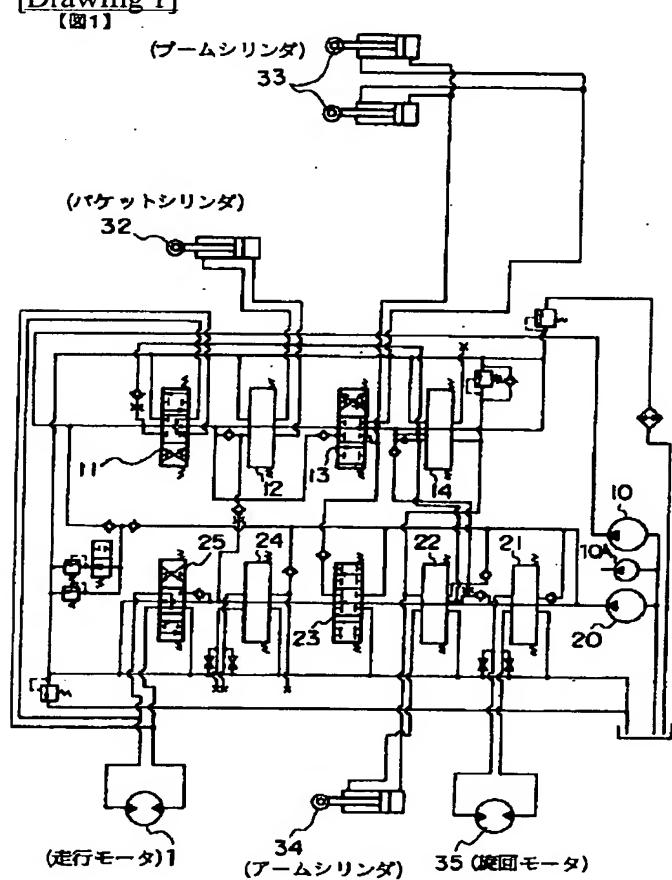 [Drawing 1]
【図1】
(ブームシリンダ)
33
(バケットシリンダ)
32
11
12
13
14
10
10A
20
25
24
23
22
21
(走行モータ)1
34
(アームシリンダ)
35(旋回モータ)